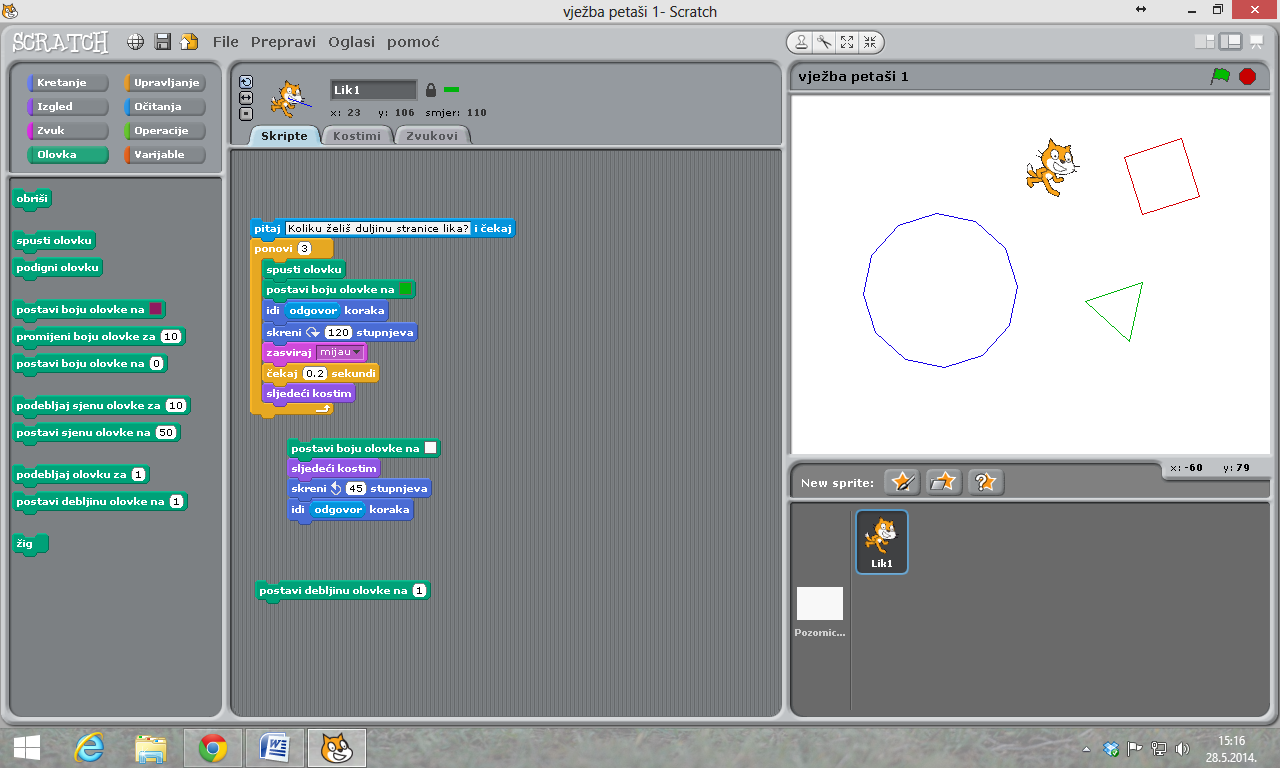 vježba petaši 1- Scratch
SCRATCH File Prepravi Oglasi pomoć
Kretanje Upravljanje
Izgled Očitanja
Zvuk Operacije
Olovka Varijable
obriši
spusti olovku
podigni olovku
postavi boju olovke na
promijeni boju olovke za 10
postavi boju olovke na 0
podebljaj sjenu olovke za 10
postavi sjenu olovke na 50
podebljaj olovku za 1
postavi debljinu olovke na 1
žig
Lik1
x: 23 y: 106 smjer: 110
Skripte Kostimi Zvukovi
pitaj Koliku želiš duljinu stranice lika? i čekaj
ponovi 3
spusti olovku
postavi boju olovke na
idi odgovor koraka
skreni 120 stupnjeva
zasviraj mijau
čekaj 0.2 sekundi
sljedeći kostim
postavi boju olovke na
sljedeći kostim
skreni 45 stupnjeva
idi odgovor koraka
postavi debljinu olovke na 1
vježba petaši 1
x: -60 y: 79
New sprite:
Lik1
Pozornic...
15:16
28.5.2014.